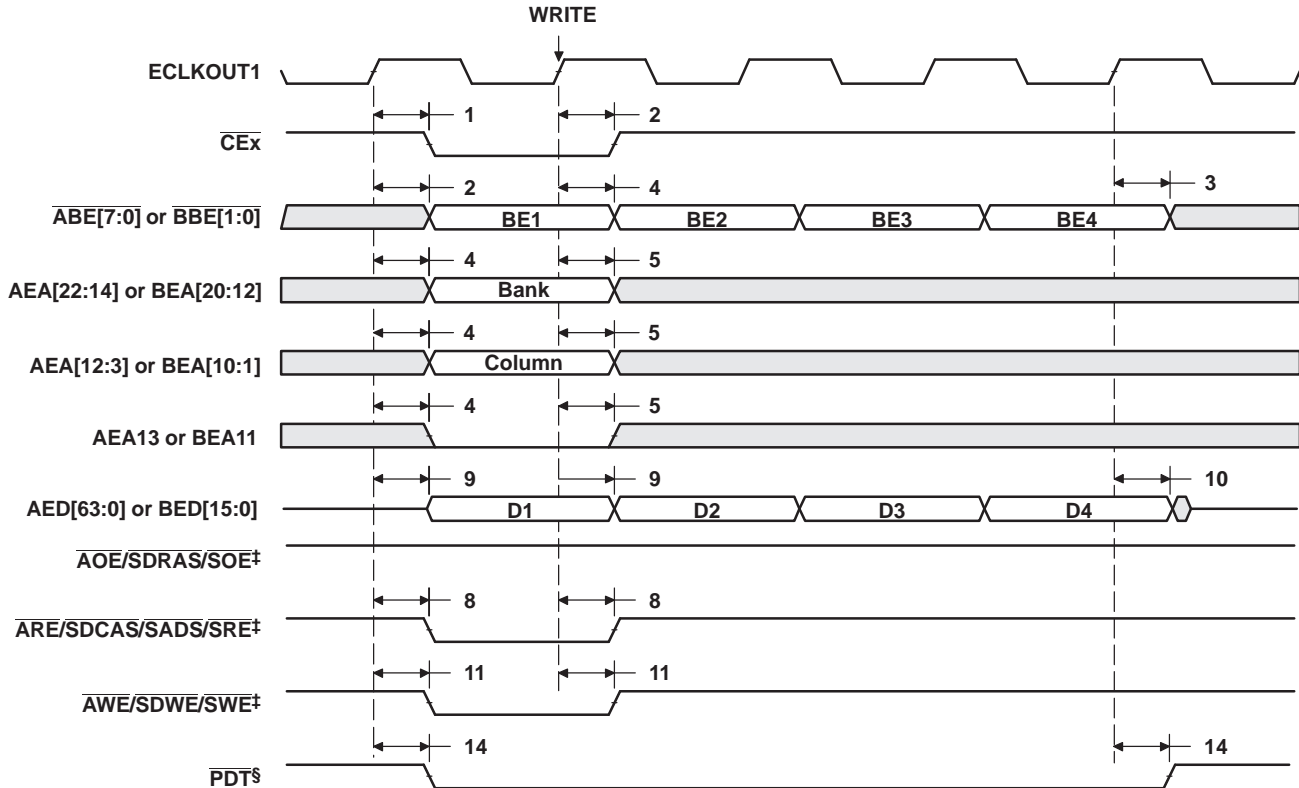 WRITE
ECLKOUT1
1 2
CEx
2 4 3
ABE[7:0] or BBE[1:0] BE1 BE2 BE3 BE4
4 5
AEA[22:14] or BEA[20:12] Bank
4 5
AEA[12:3] or BEA[10:1] Column
4 5
AEA13 or BEA11
9 9 10
AED[63:0] or BED[15:0] D1 D2 D3 D4
AOE/SDRAS/SOE‡
8 8
ARE/SDCAS/SADS/SRE‡
11 11
AWE/SDWE/SWE‡
14 14
PDT§